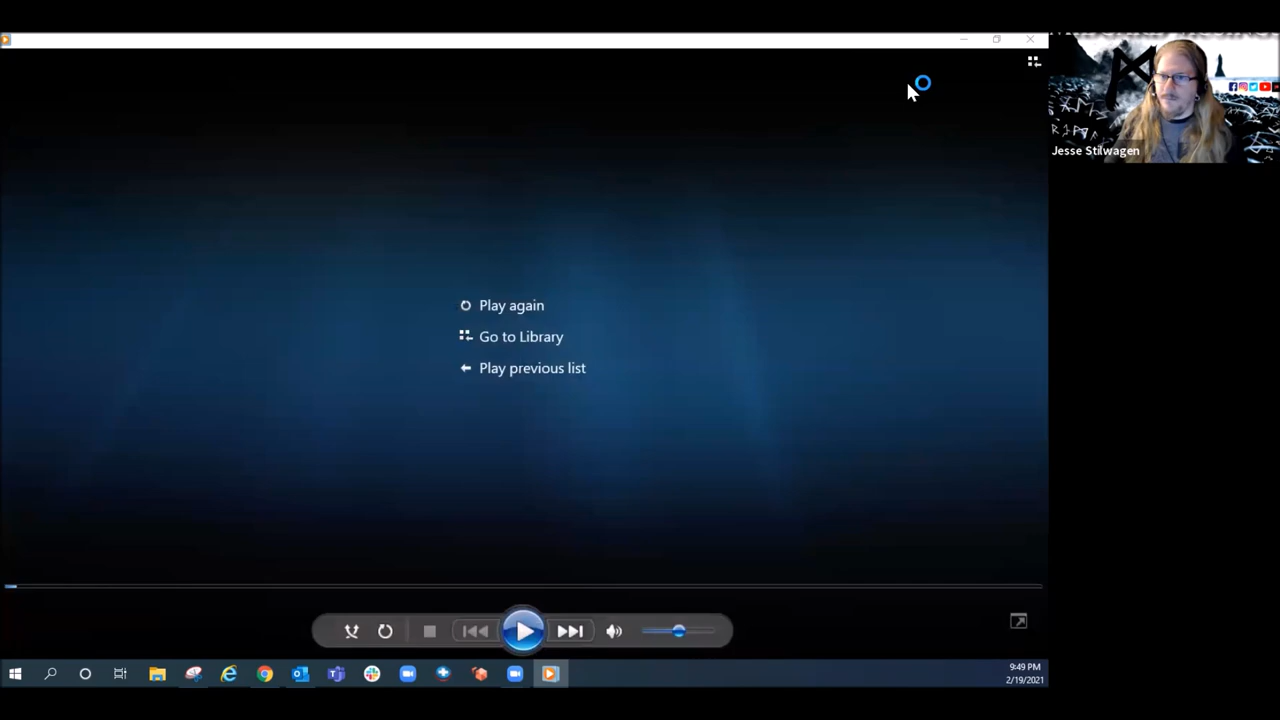 Play again
Go to Library
Play previous list
Jesse Stilwagen
9:49 PM
2/19/2021